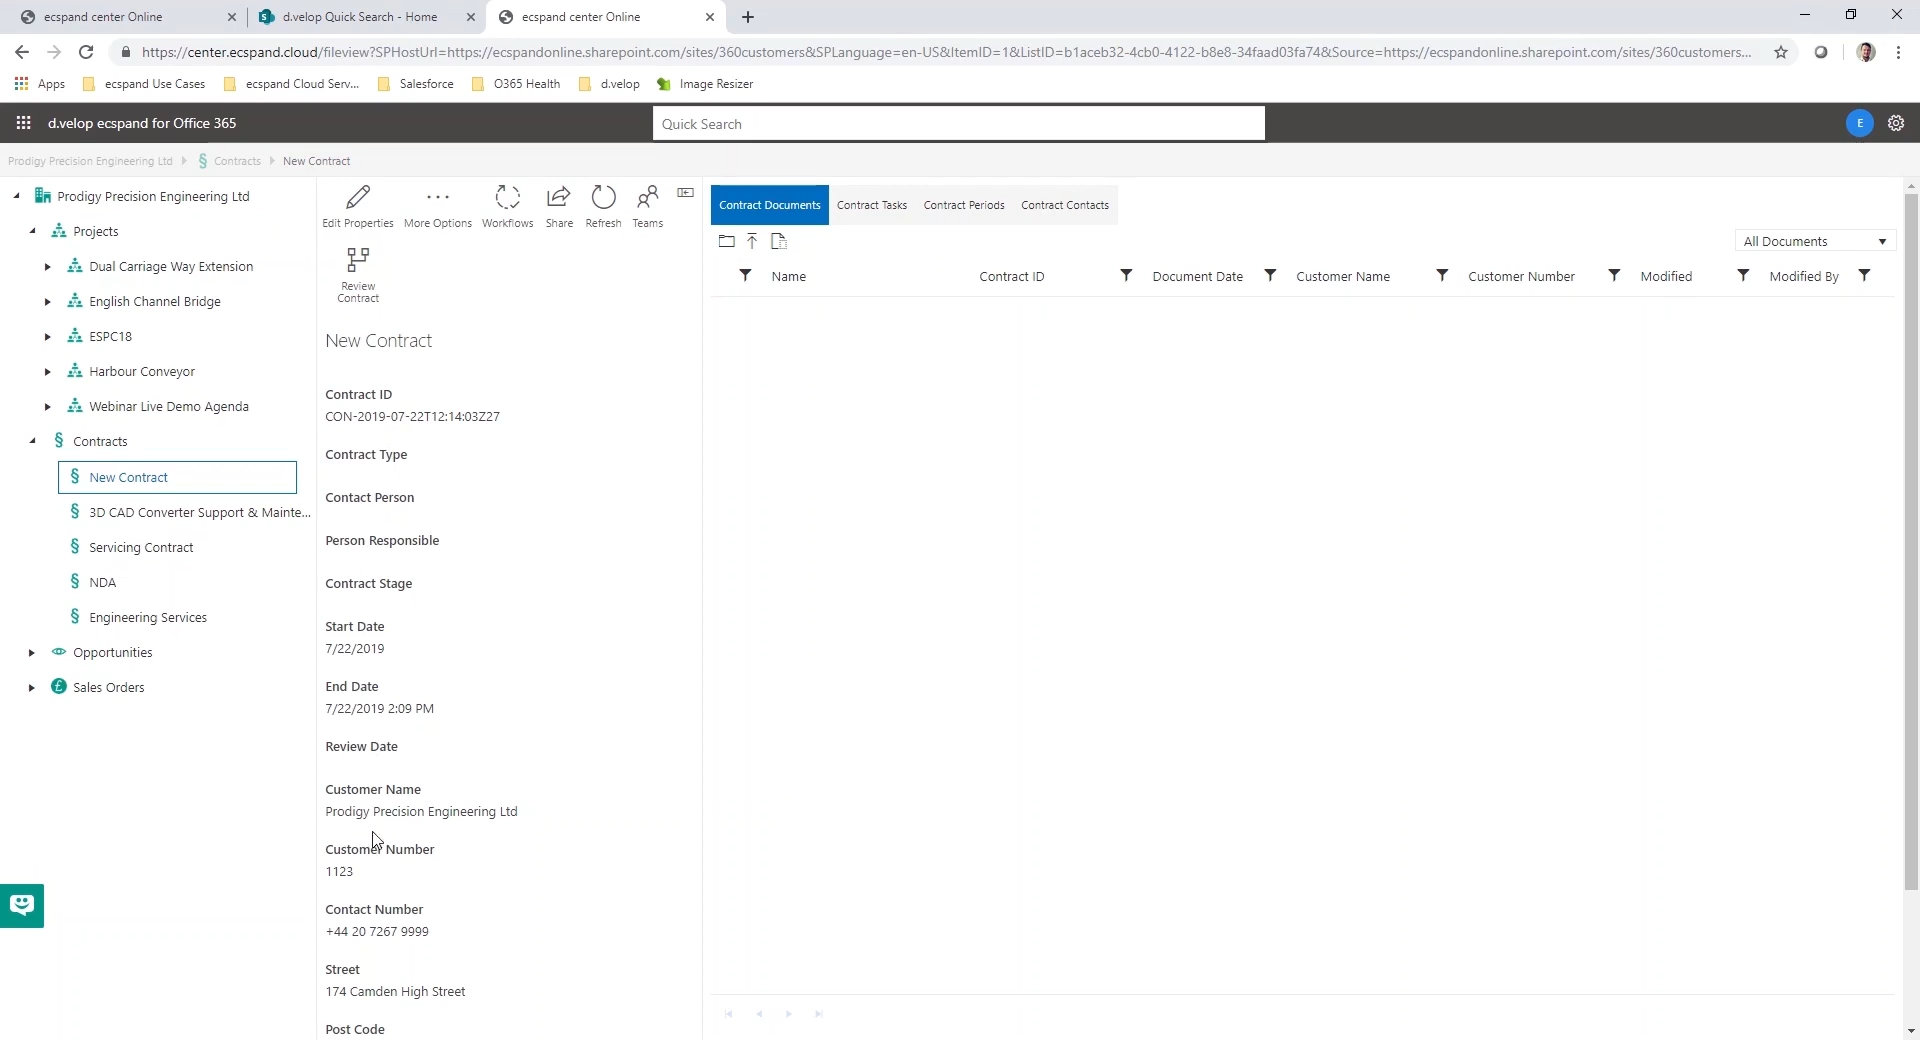 ecspand center Online
d.velop Quick Search - Home
ecspand center Online
https://center.ecspand.cloud/fileview?SPHostUrl=https://ecspandonline.sharepoint.com/sites/360customers&SPLanguage=en-US&ItemID=1&ListID=b1aceb32-4cb0-4122-b8e8-34faad03fa74&Source=https://ecspandonline.sharepoint.com/sites/360customers...
Apps
ecspand Use Cases
ecspand Cloud Serv...
Salesforce
O365 Health
d.velop
Image Resizer
d.velop ecspand for Office 365
Quick Search
E
Prodigy Precision Engineering Ltd
§ Contracts
New Contract
Prodigy Precision Engineering Ltd
Projects
Dual Carriage Way Extension
English Channel Bridge
ESPC18
Harbour Conveyor
Webinar Live Demo Agenda
§ Contracts
§ New Contract
§ 3D CAD Converter Support & Mainte...
§ Servicing Contract
§ NDA
§ Engineering Services
Opportunities
£ Sales Orders
Edit Properties
More Options
Workflows
Share
Refresh
Teams
Review
Contract
New Contract
Contract ID
CON-2019-07-22T12:14:03Z27
Contract Type
Contact Person
Person Responsible
Contract Stage
Start Date
7/22/2019
End Date
7/22/2019 2:09 PM
Review Date
Customer Name
Prodigy Precision Engineering Ltd
Customer Number
1123
Contact Number
+44 20 7267 9999
Street
174 Camden High Street
Post Code
Contract Documents
Contract Tasks
Contract Periods
Contract Contacts
All Documents
Name
Contract ID
Document Date
Customer Name
Customer Number
Modified
Modified By